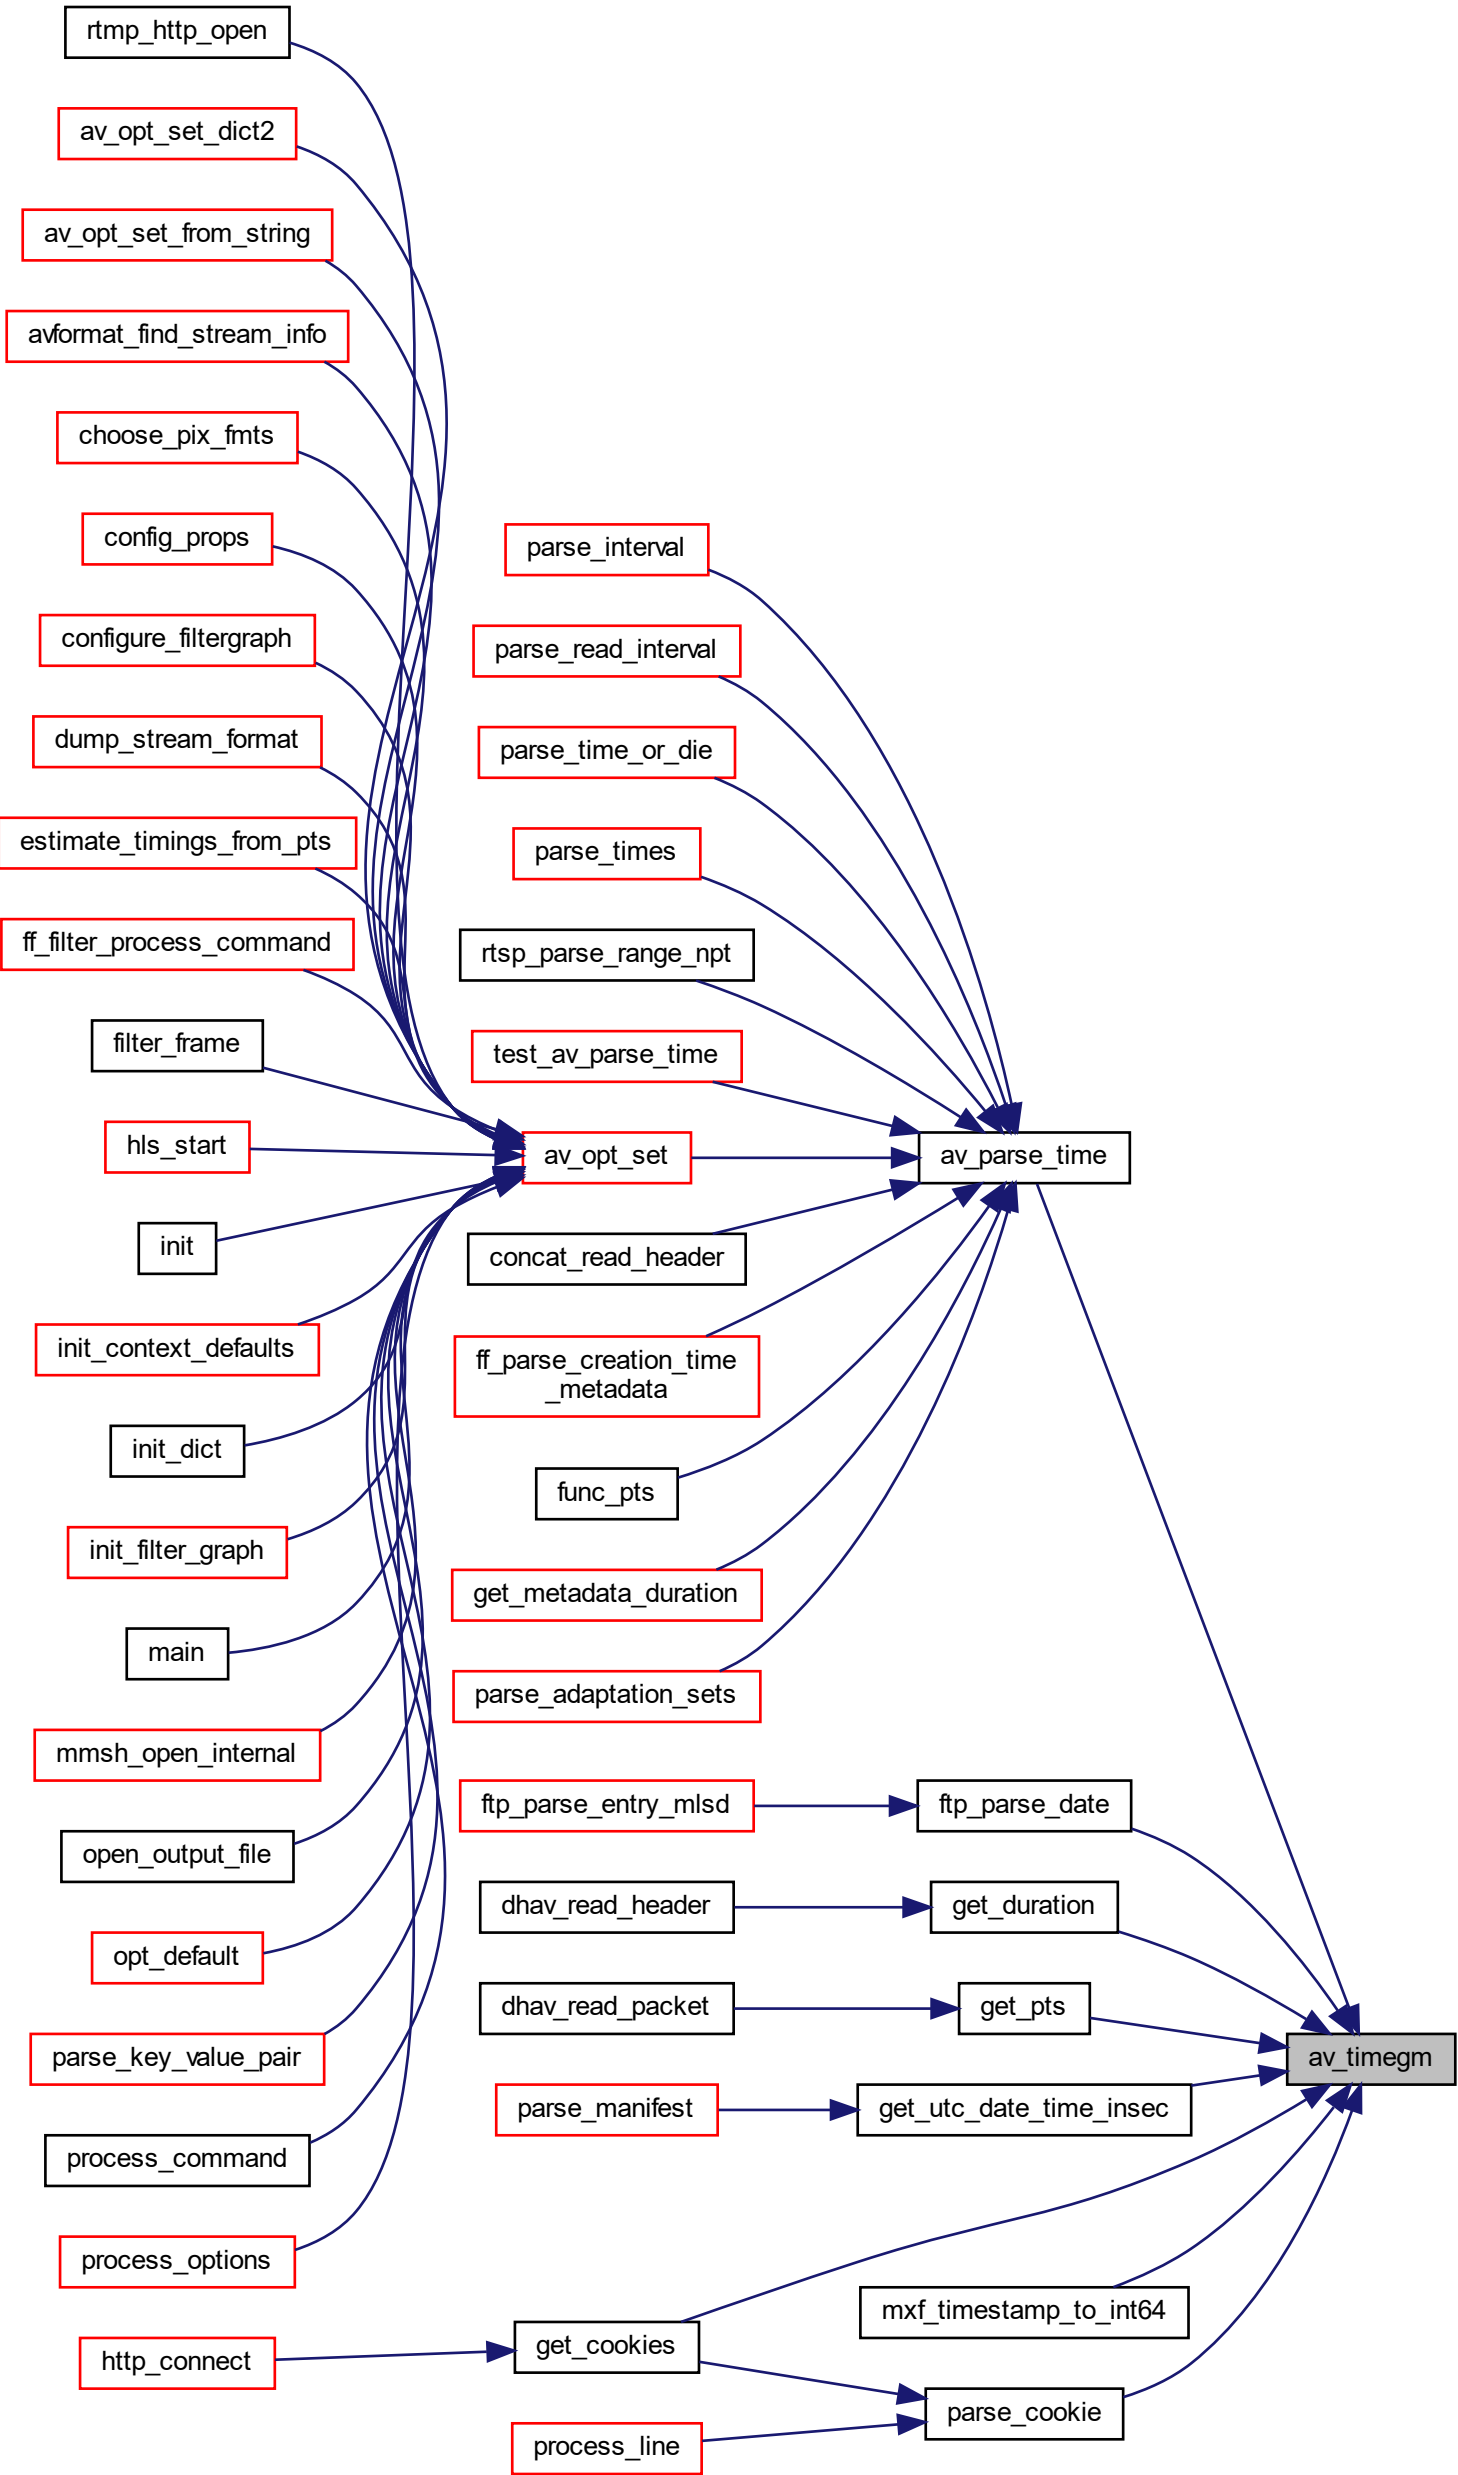 rtmp_http_open
av_opt_set_dict2
av_opt_set_from_string
avformat_find_stream_info
choose_pix_fmts
config_props
configure_filtergraph
dump_stream_format
estimate_timings_from_pts
ff_filter_process_command
filter_frame
hls_start
init
init_context_defaults
init_dict
init_filter_graph
main
mmsh_open_internal
open_output_file
opt_default
parse_key_value_pair
process_command
process_options
http_connect
parse_interval
parse_read_interval
parse_time_or_die
parse_times
rtsp_parse_range_npt
test_av_parse_time
av_opt_set
concat_read_header
ff_parse_creation_time
_metadata
func_pts
get_metadata_duration
parse_adaptation_sets
ftp_parse_entry_mlsd
dhav_read_header
dhav_read_packet
parse_manifest
get_cookies
process_line
av_parse_time
ftp_parse_date
get_duration
get_pts
get_utc_date_time_insec
mxf_timestamp_to_int64
parse_cookie
av_timegm